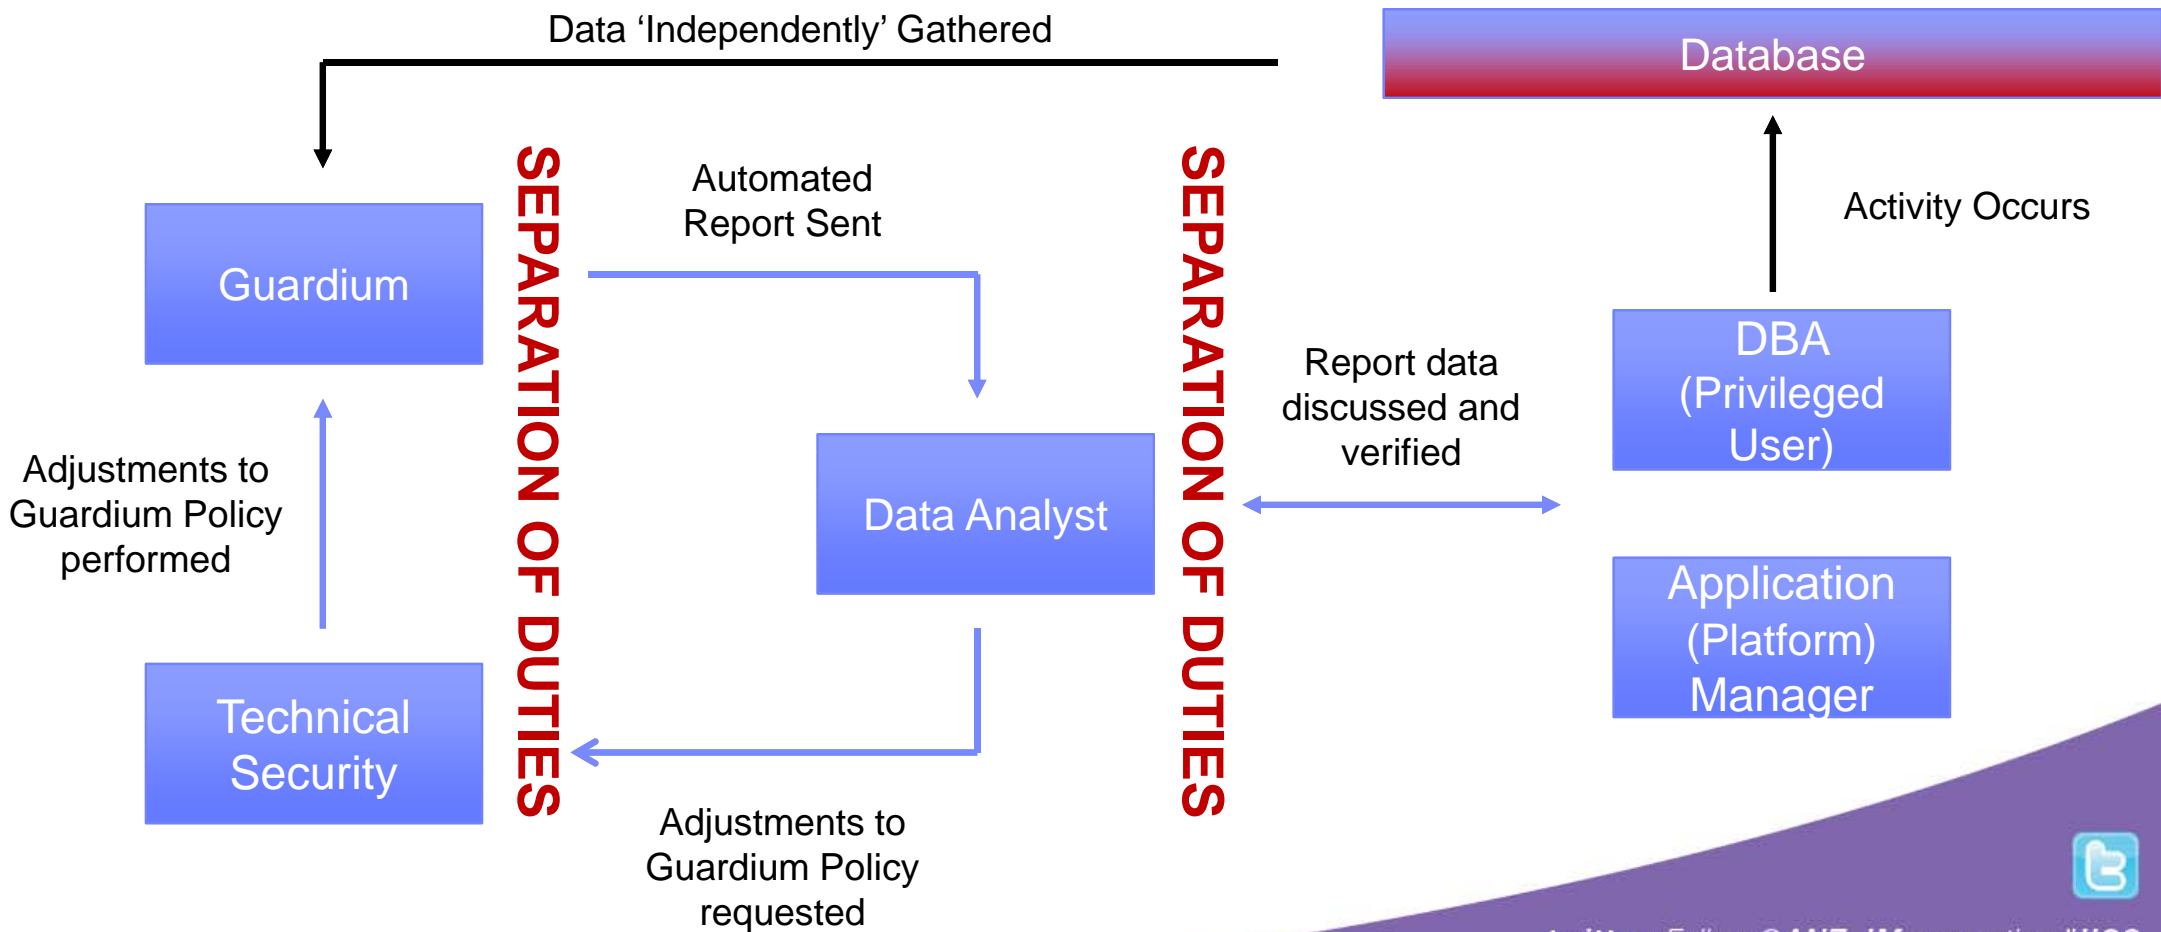 Data ‘Independently’ Gathered
Database
SEPARATION OF DUTIES
Automated
Report Sent
SEPARATION OF DUTIES
Activity Occurs
Guardium
DBA
(Privileged
User)
Report data
discussed and
verified
Adjustments to
Guardium Policy
performed
Data Analyst
Application
(Platform)
Manager
Technical
Security
Adjustments to
Guardium Policy
requested